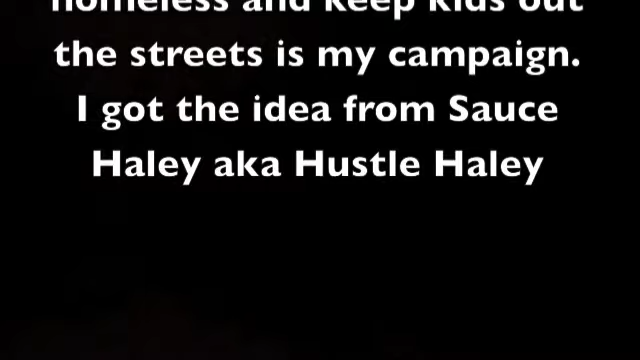 homeless and keep kids out
the streets is my campaign.
I got the idea from Sauce
Haley aka Hustle Haley